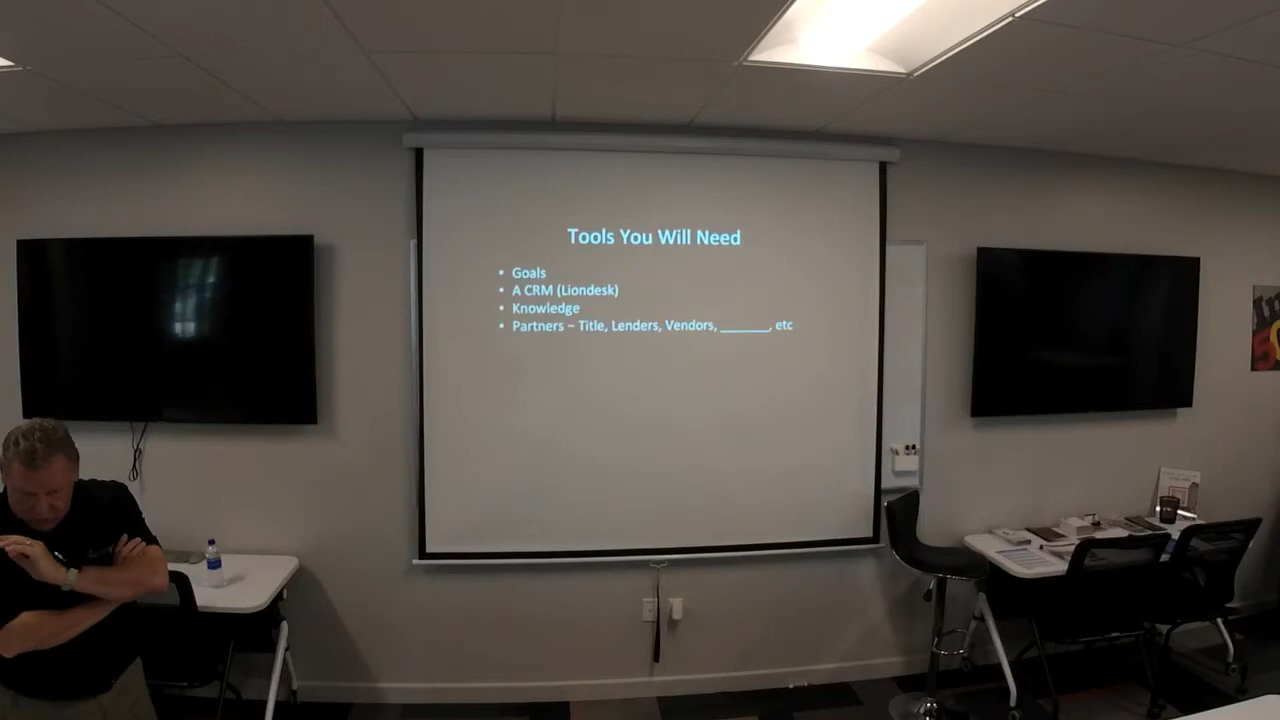 Tools You Will Need
• Goals
• A CRM (Liondesk)
• Knowledge
• Partners – Title, Lenders, Vendors, _______, etc